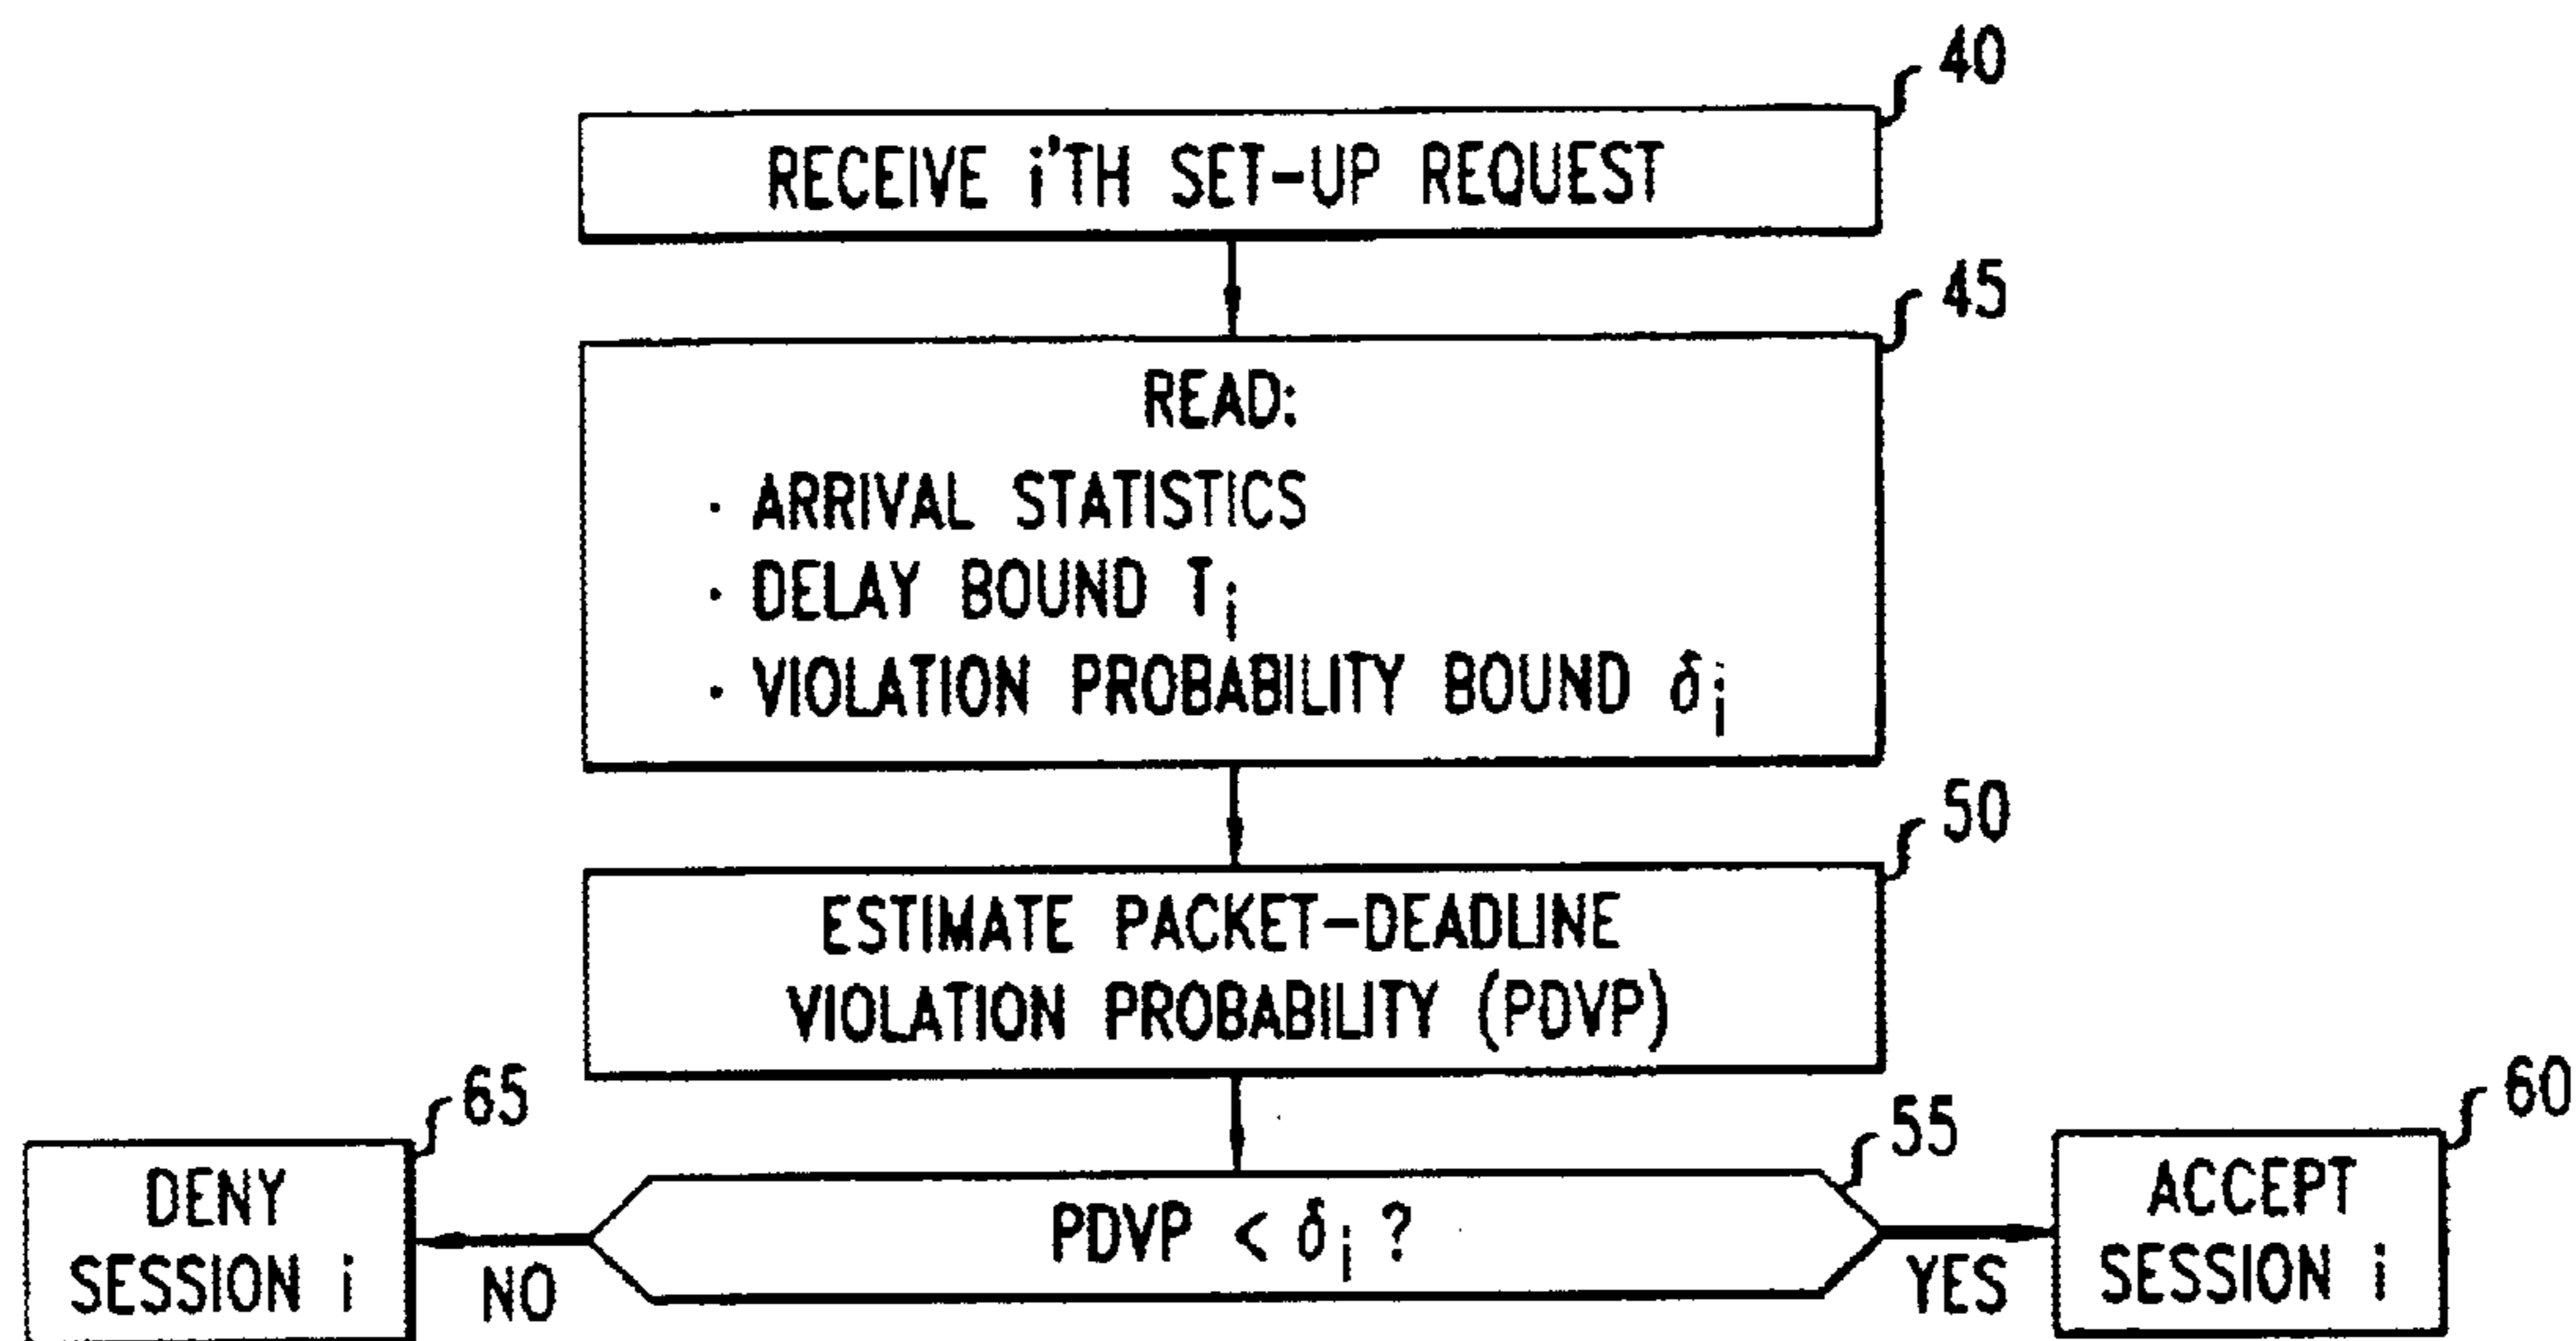 40
RECEIVE i'TH SET-UP REQUEST
45
READ:
· ARRIVAL STATISTICS
· DELAY BOUND Tᵢ
· VIOLATION PROBABILITY BOUND δᵢ
50
ESTIMATE PACKET-DEADLINE
VIOLATION PROBABILITY (PDVP)
65
DENY
SESSION i
NO
55
PDVP < δᵢ ?
YES
60
ACCEPT
SESSION i